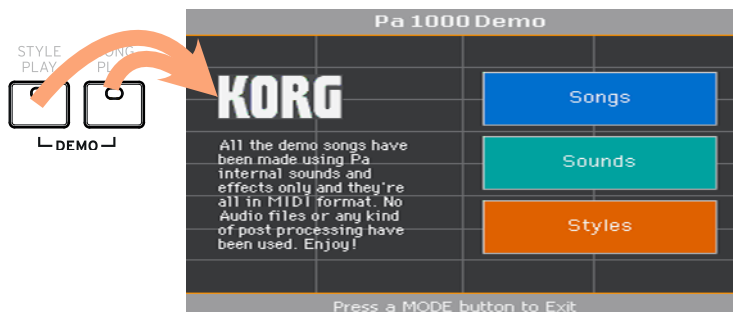 Pa 1000 Demo
STYLE
PLAY
KORG
Songs
All the demo songs have
been made using Pa
internal sounds and
effects only and they're
all in MIDI format. No
Audio files or any kind
of post processing have
been used. Enjoy!
DEMO
Sounds
Styles
Press a MODE button to Exit